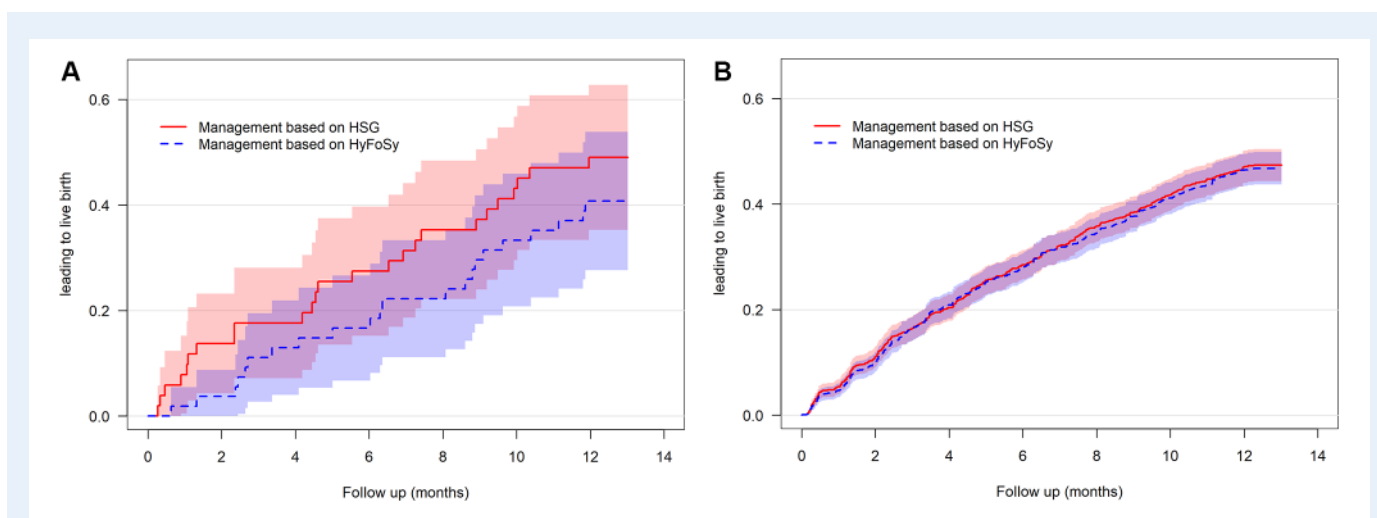 A
0.6
0.4
0.2
0.0
leading to live birth
Management based on HSG
Management based on HyFoSy
0 2 4 6 8 10 12 14
Follow up (months)
B
0.6
0.4
0.2
0.0
leading to live birth
Management based on HSG
Management based on HyFoSy
0 2 4 6 8 10 12 14
Follow up (months)